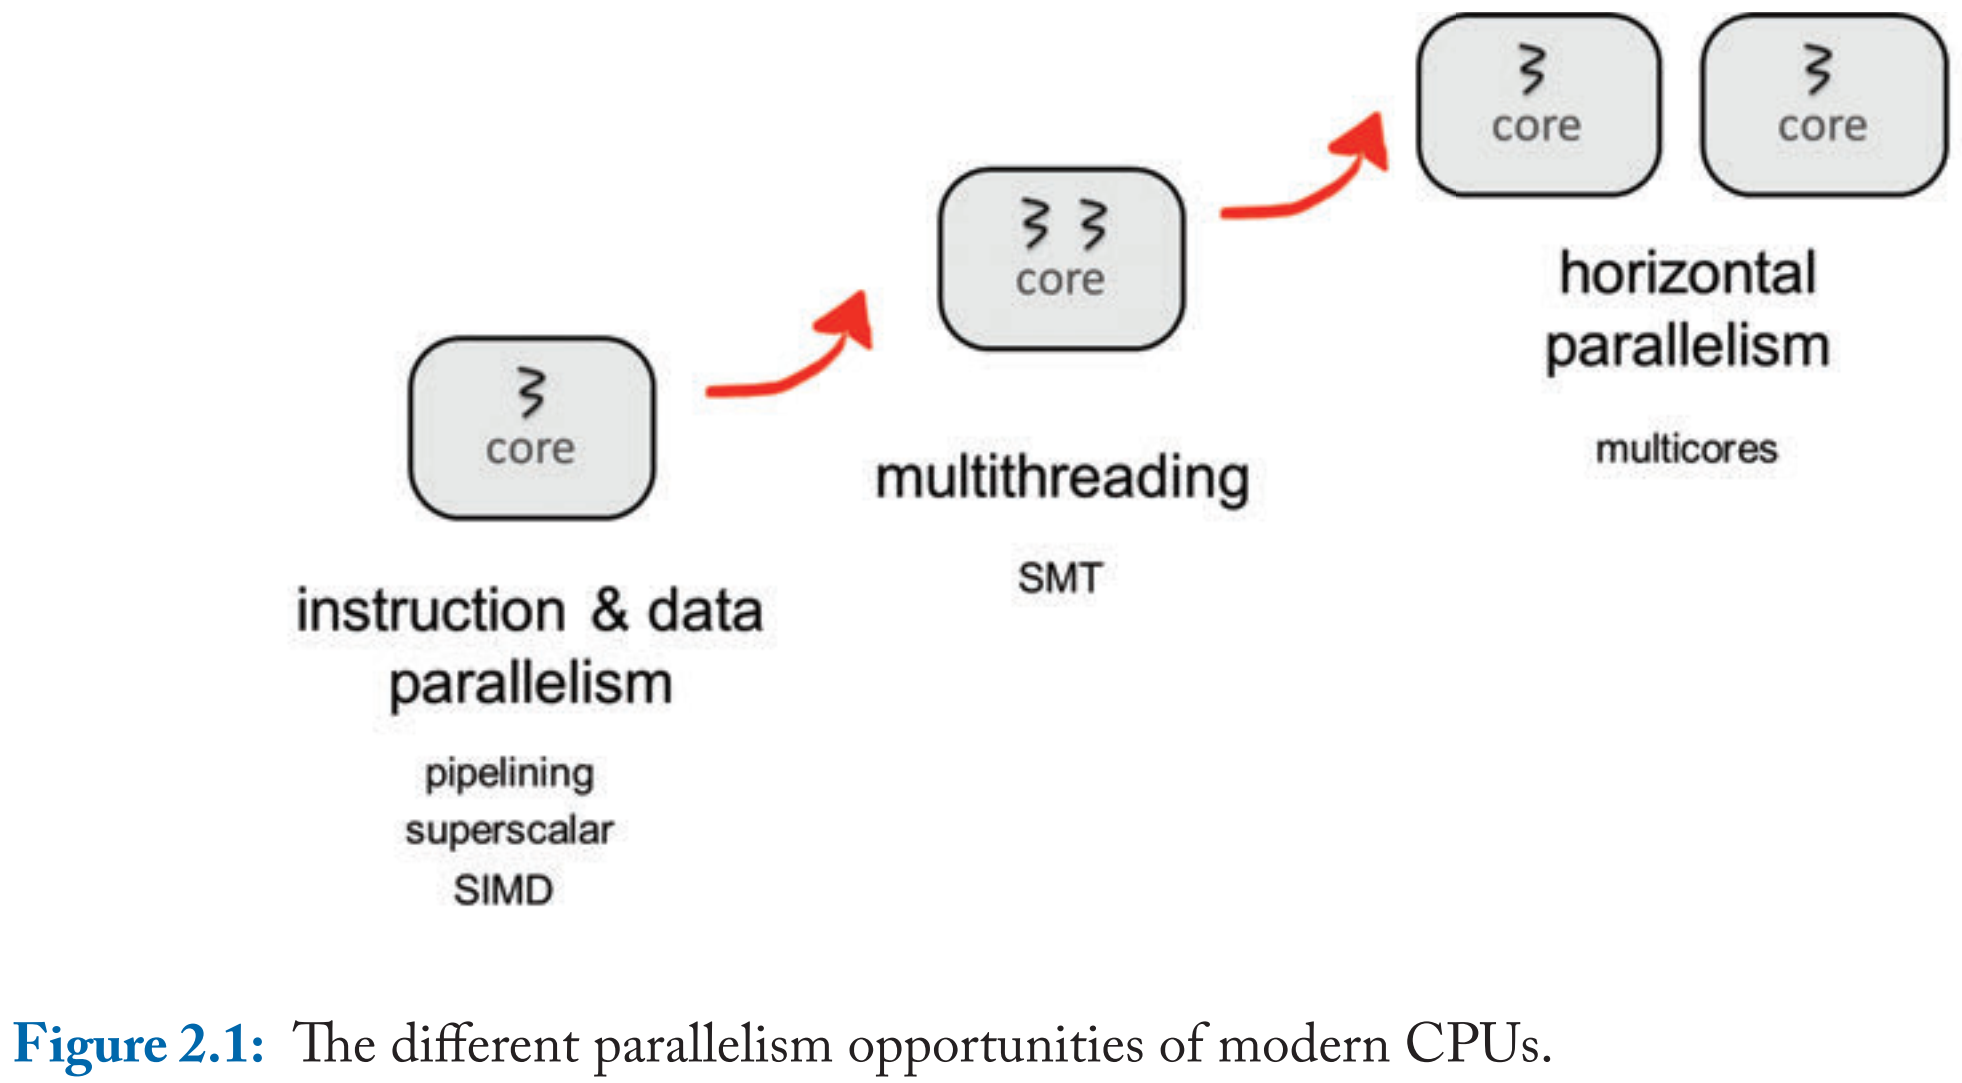 core
instruction & data
parallelism
pipelining
superscalar
SIMD
core
multithreading
SMT
core
core
horizontal
parallelism
multicores
Figure 2.1: The different parallelism opportunities of modern CPUs.